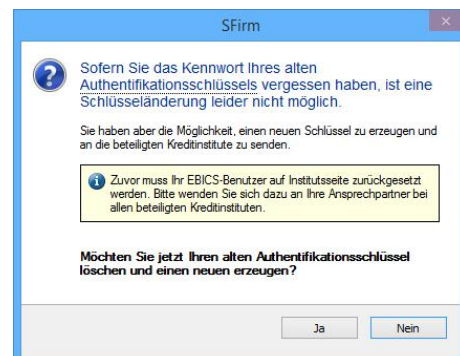 SFirm
Sofern Sie das Kennwort Ihres alten
Authentifikationsschlüssels vergessen haben, ist eine
Schlüsseländerung leider nicht möglich.
Sie haben aber die Möglichkeit, einen neuen Schlüssel zu erzeugen und
an die beteiligten Kreditinstitute zu senden.
Zuvor muss Ihr EBICS-Benutzer auf Institutsseite zurückgesetzt
werden. Bitte wenden Sie sich dazu an Ihre Ansprechpartner bei
allen beteiligten Kreditinstituten.
Möchten Sie jetzt Ihren alten Authentifikationsschlüssel
löschen und einen neuen erzeugen?
Ja Nein